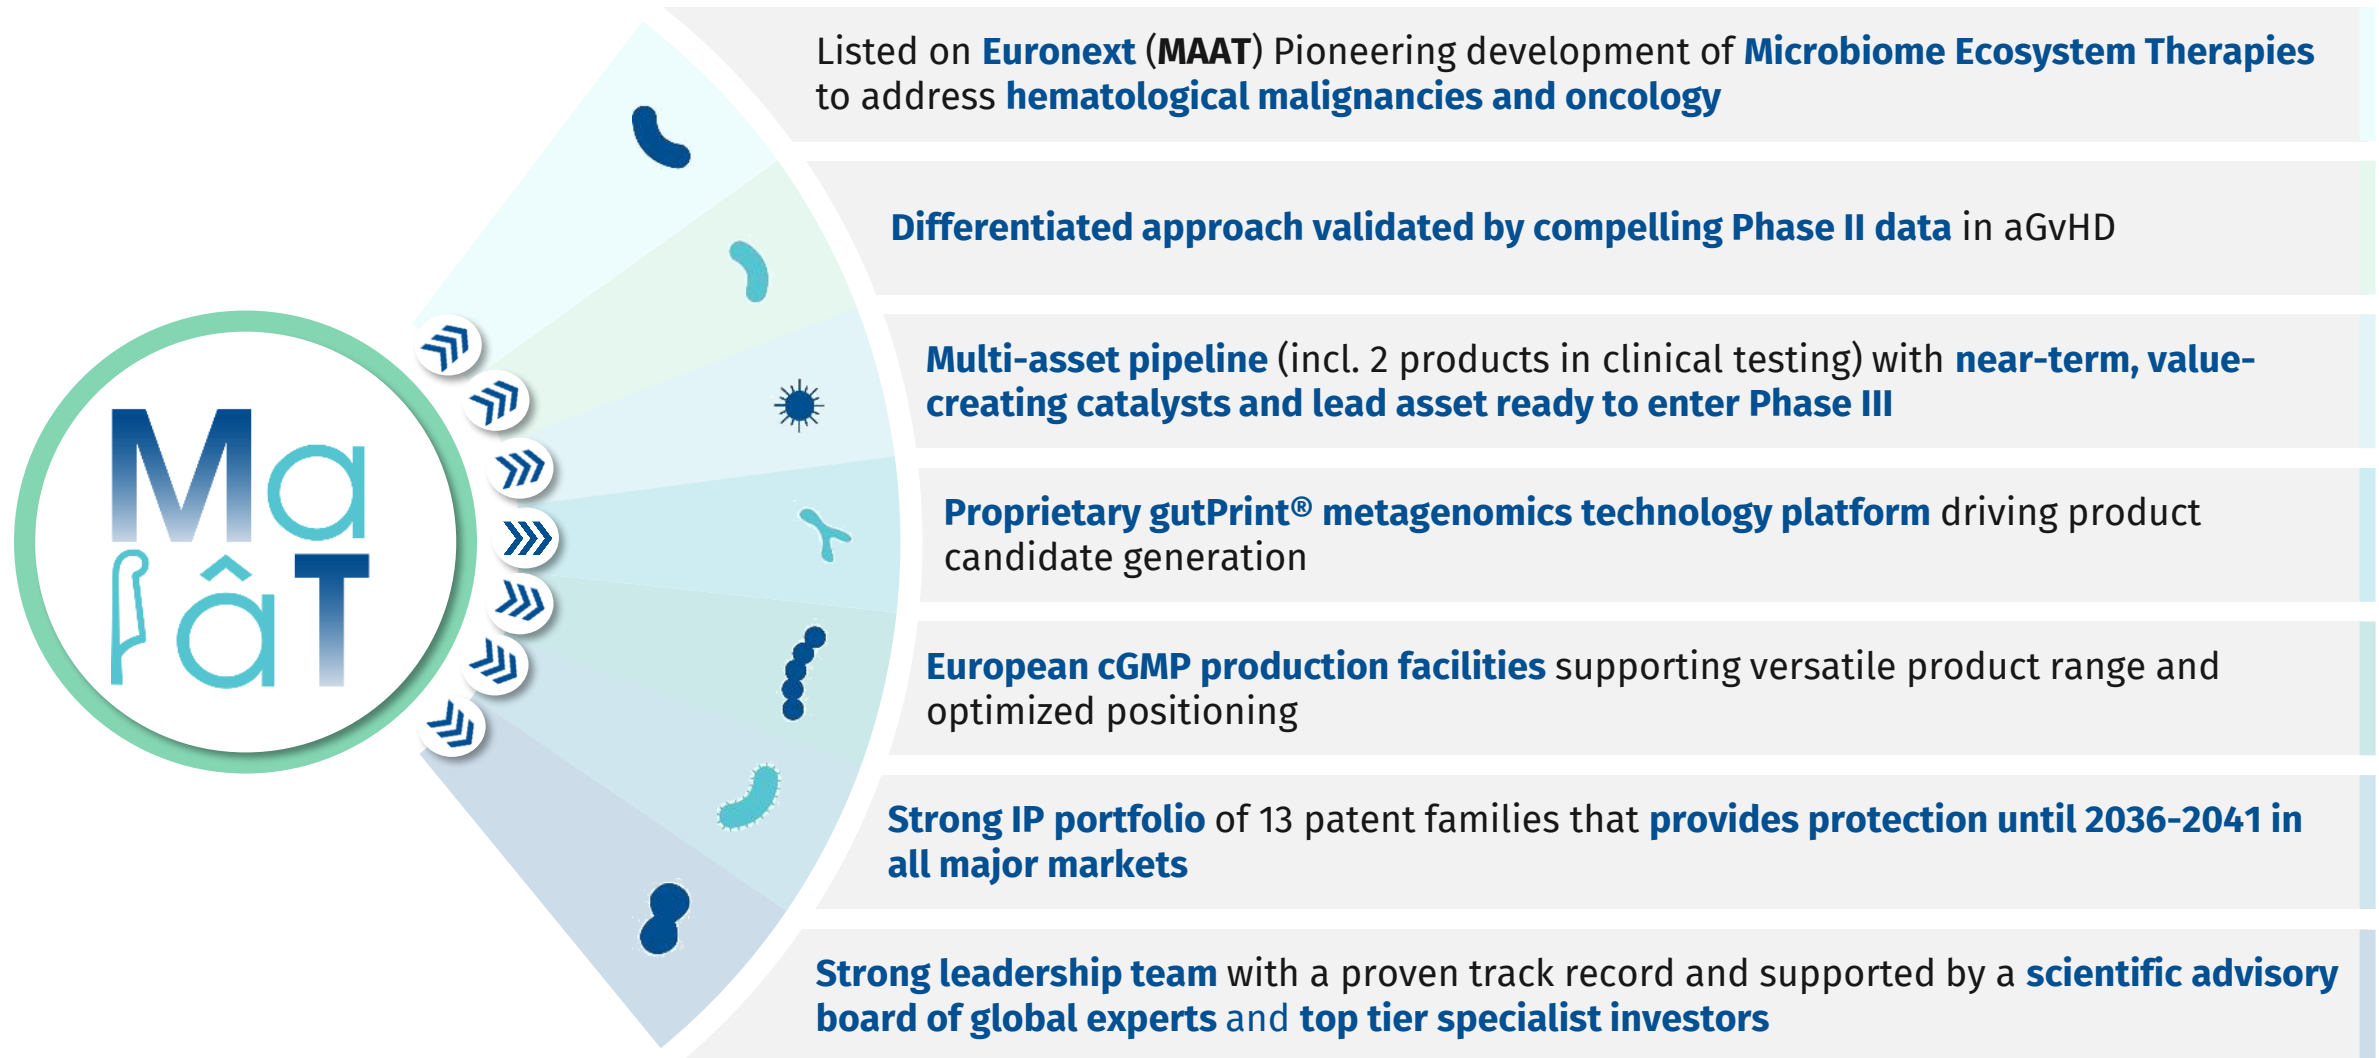 Ma
âT
Listed on Euronext (MAAT) Pioneering development of Microbiome Ecosystem Therapies
to address hematological malignancies and oncology
Differentiated approach validated by compelling Phase II data in aGvHD
Multi-asset pipeline (incl. 2 products in clinical testing) with near-term, value-
creating catalysts and lead asset ready to enter Phase III
Proprietary gutPrint® metagenomics technology platform driving product
candidate generation
European cGMP production facilities supporting versatile product range and
optimized positioning
Strong IP portfolio of 13 patent families that provides protection until 2036-2041 in
all major markets
Strong leadership team with a proven track record and supported by a scientific advisory
board of global experts and top tier specialist investors